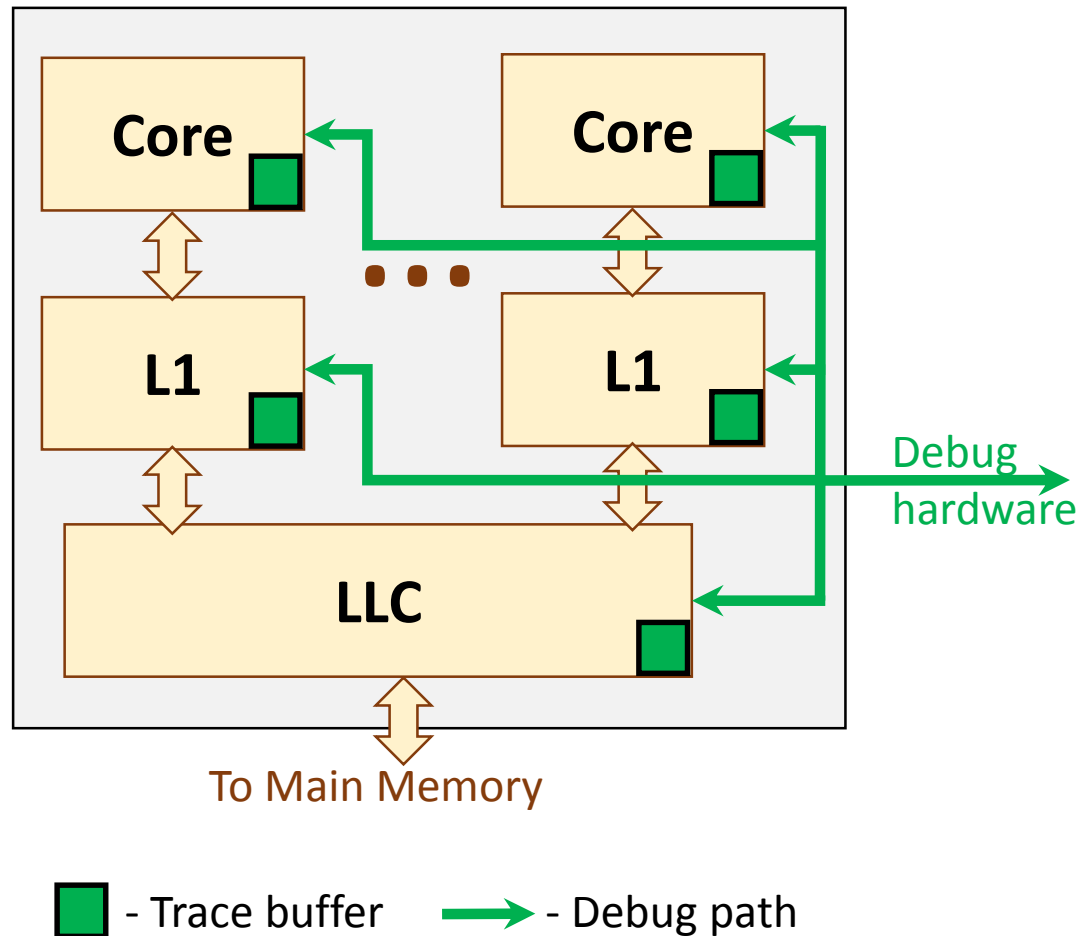 Core
Core
L1
L1
Debug
hardware
LLC
To Main Memory
- Trace buffer
- Debug path